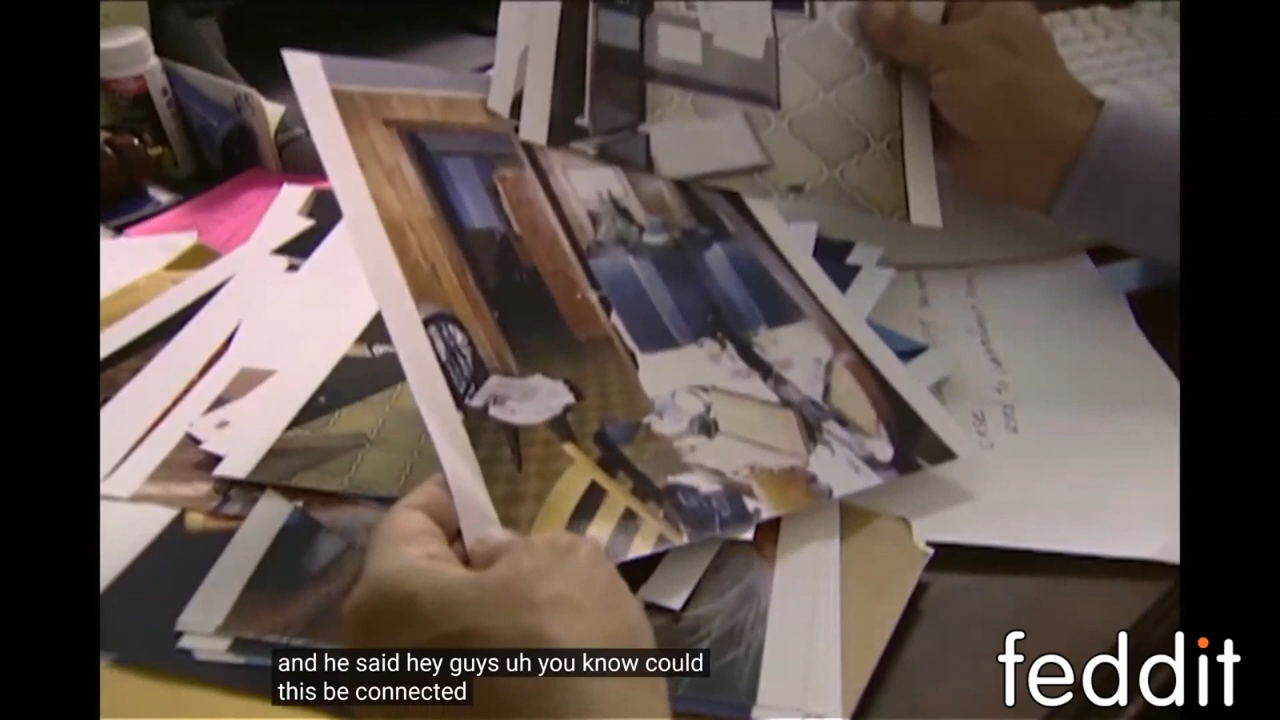 and he said hey guys uh you know could
this be connected
feddit